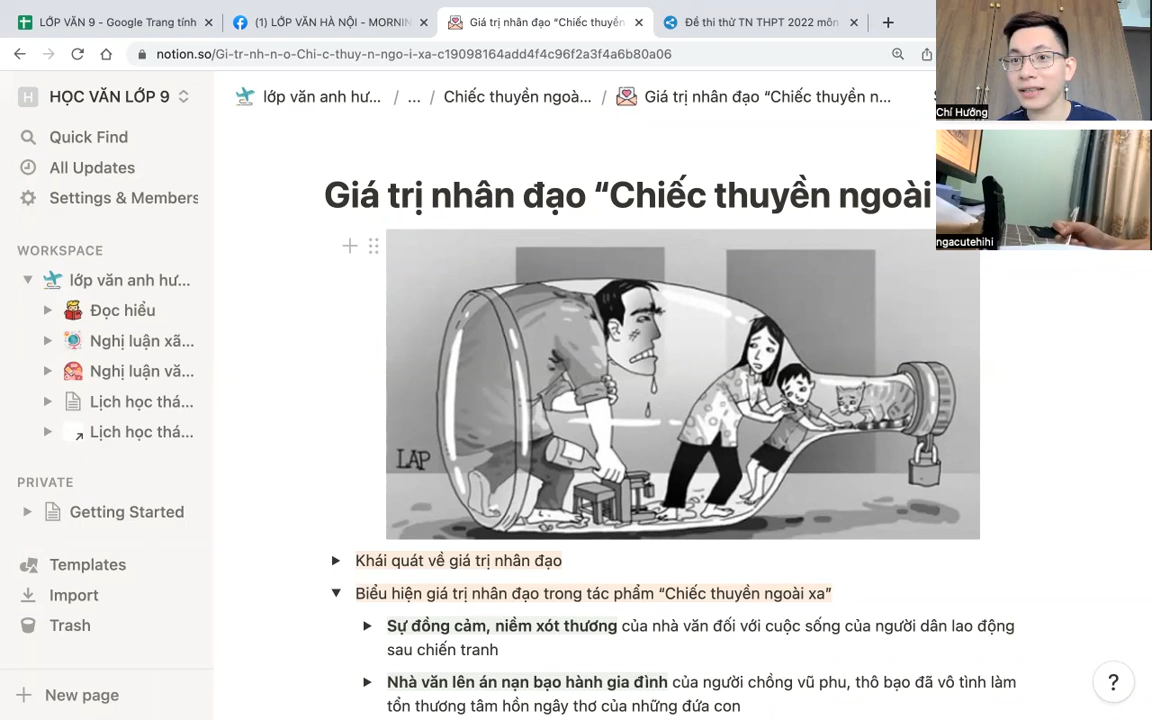 LỚP VĂN 9 - Google Trang tính
(1) LỚP VĂN HÀ NỘI - MORNIN
Giá trị nhân đạo “Chiếc thuyền
Đề thi thử TN THPT 2022 môn
notion.so/Gi-tr-nh-n-o-Chi-c-thuy-n-ngo-i-xa-c19098164add4f4c96f2a3f4a6b80a06
H HỌC VĂN LỚP 9
lớp văn anh hư... / ... / Chiếc thuyền ngoà... / Giá trị nhân đạo “Chiếc thuyền n...
Chí Hướng
Quick Find
All Updates
Settings & Members
Giá trị nhân đạo “Chiếc thuyền ngoài
ngacutehihi
WORKSPACE
lớp văn anh hư...
Đọc hiểu
Nghị luận xã...
Nghị luận vă...
Lịch học thá...
Lịch học thá...
PRIVATE
Getting Started
Templates
Import
Trash
New page
LAP
Khái quát về giá trị nhân đạo
Biểu hiện giá trị nhân đạo trong tác phẩm “Chiếc thuyền ngoài xa”
Sự đồng cảm, niềm xót thương của nhà văn đối với cuộc sống của người dân lao động
sau chiến tranh
Nhà văn lên án nạn bạo hành gia đình của người chồng vũ phu, thô bạo đã vô tình làm
tổn thương tâm hồn ngây thơ của những đứa con
?